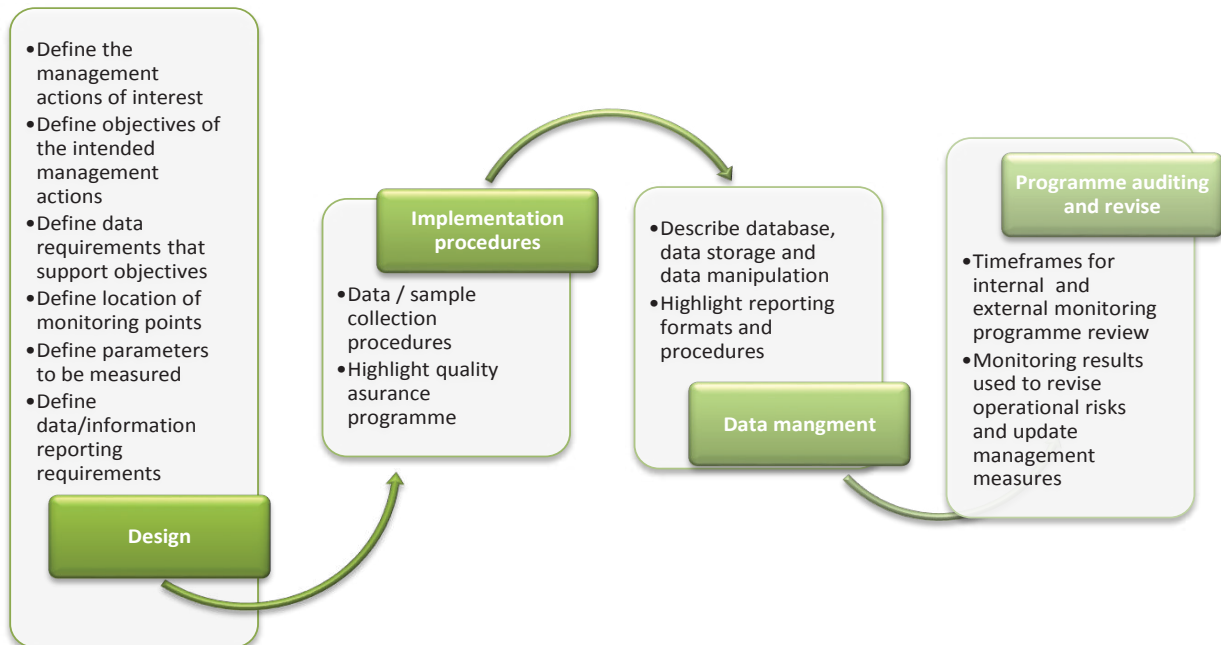 •Define the
management
actions of interest
•Define objectives of
the intended
management
actions
•Define data
requirements that
support objectives
•Define location of
monitoring points
•Define parameters
to be measured
•Define
data/information
reporting
requirements
Design
Implementation
procedures
•Data / sample
collection
procedures
•Highlight quality
asurance
programme
•Describe database,
data storage and
data manipulation
•Highlight reporting
formats and
procedures
Data mangment
Programme auditing
and revise
•Timeframes for
internal and
external monitoring
programme review
•Monitoring results
used to revise
operational risks
and update
management
measures